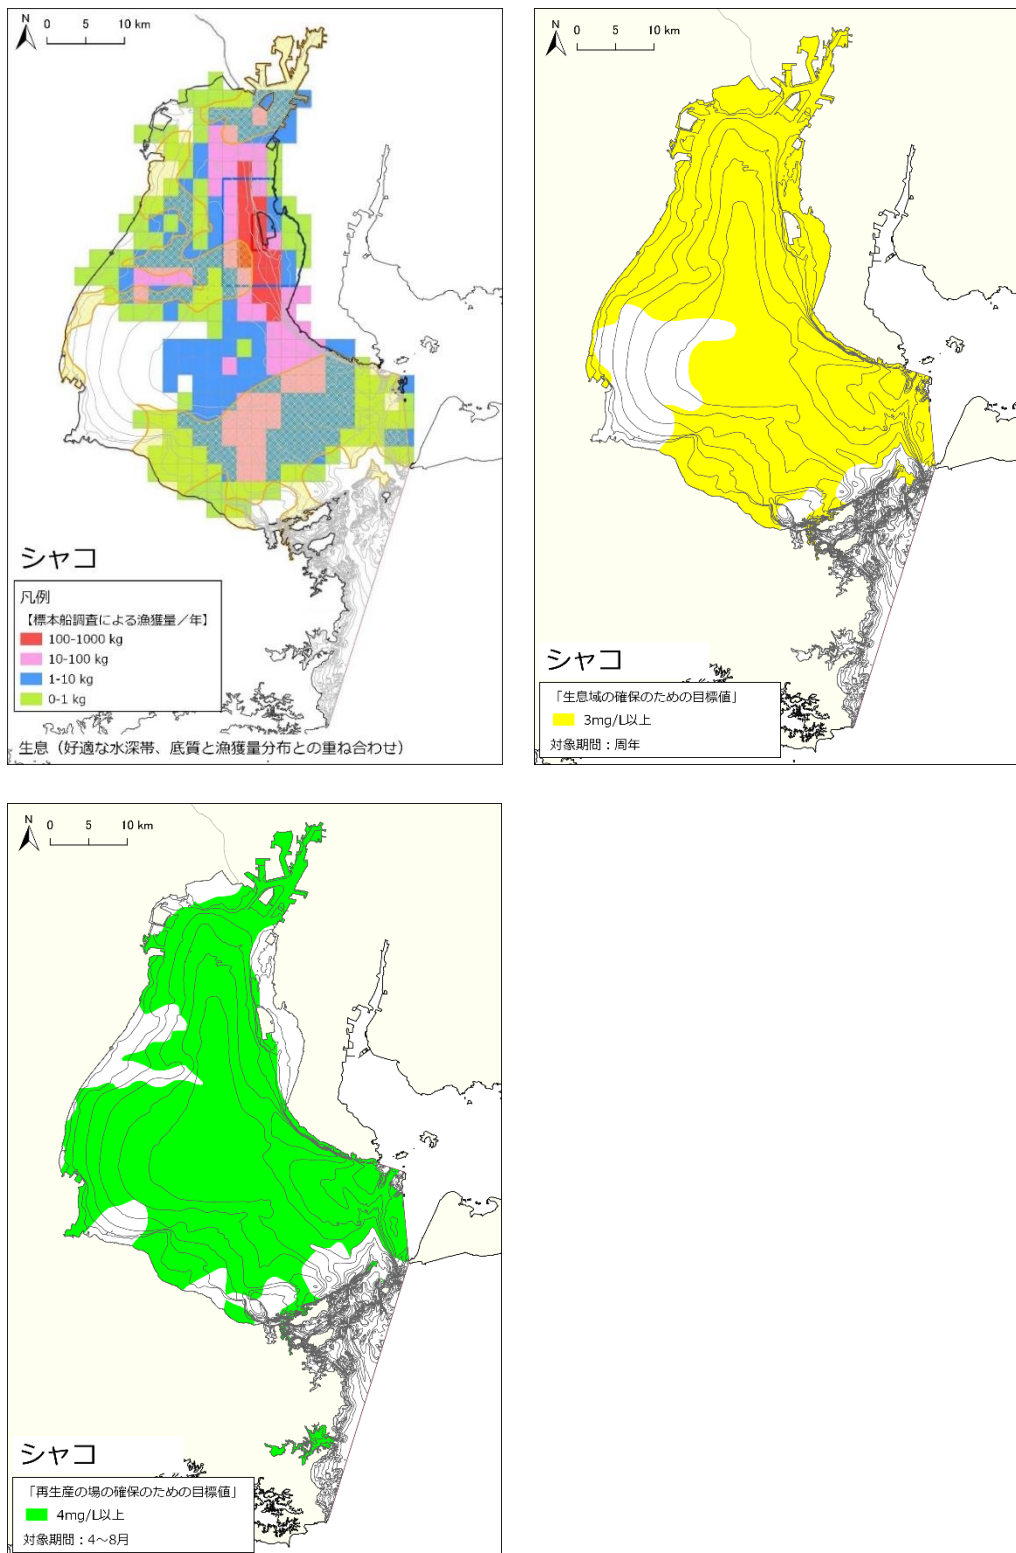 N
0 5 10 km
シャコ
凡例
【標本船調査による漁獲量／年】
100-1000 kg
10-100 kg
1-10 kg
0-1 kg
生息（好適な水深帯、底質と漁獲量分布との重ね合わせ）
N
0 5 10 km
シャコ
「生息域の確保のための目標値」
3mg/L以上
対象期間：周年
N
0 5 10 km
シャコ
「再生産の場の確保のための目標値」
4mg/L以上
対象期間：4～8月